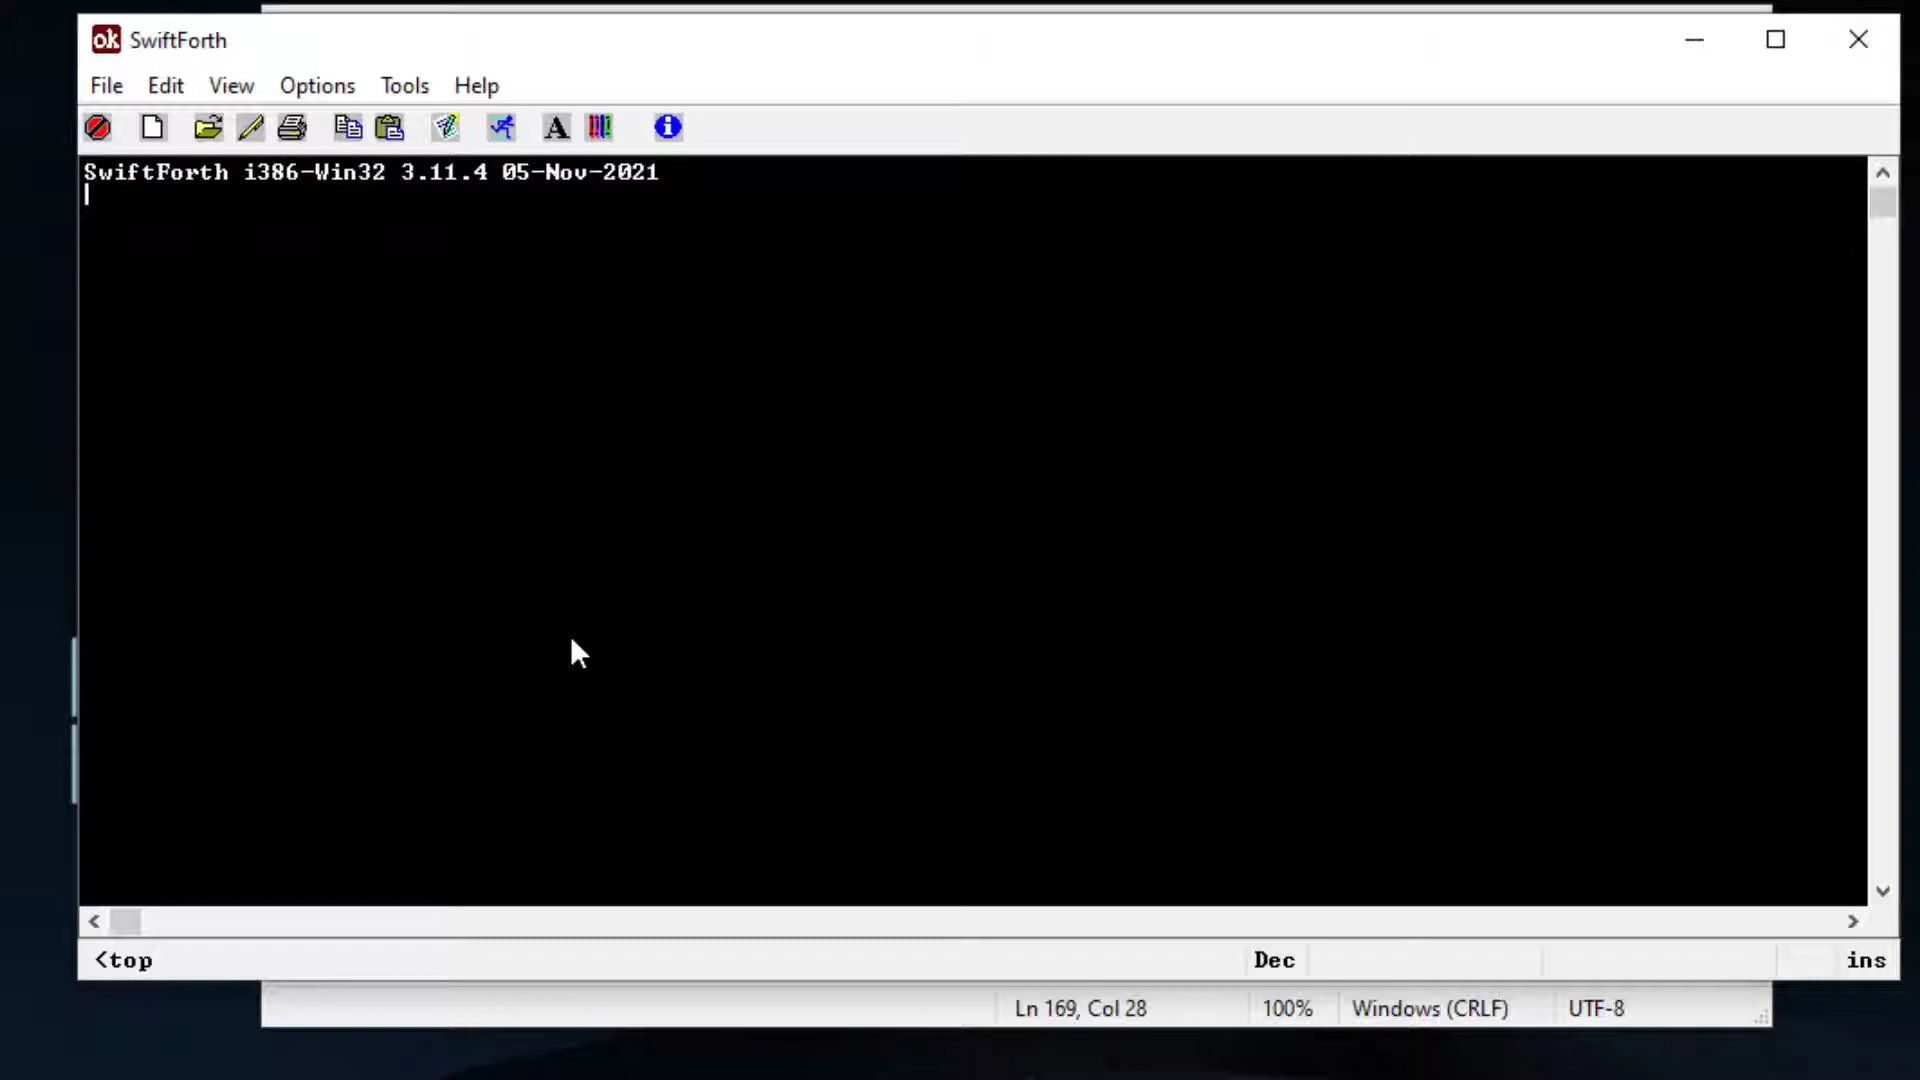 ok SwiftForth
File Edit View Options Tools Help
A
SwiftForth i386-Win32 3.11.4 05-Nov-2021
<top Dec ins
Ln 169, Col 28 100% Windows (CRLF) UTF-8